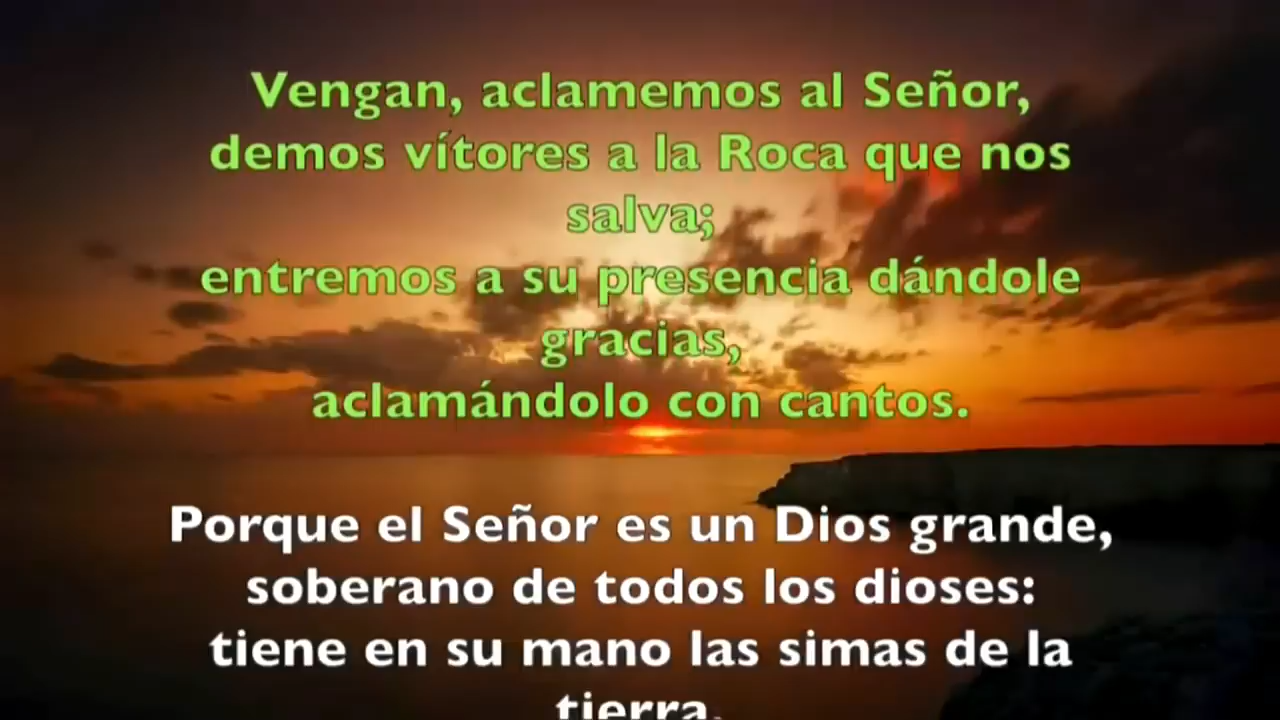 Vengan, aclamemos al Señor,
demos vítores a la Roca que nos
salva;
entremos a su presencia dándole
gracias,
aclamándolo con cantos.
Porque el Señor es un Dios grande,
soberano de todos los dioses:
tiene en su mano las simas de la
tierra,